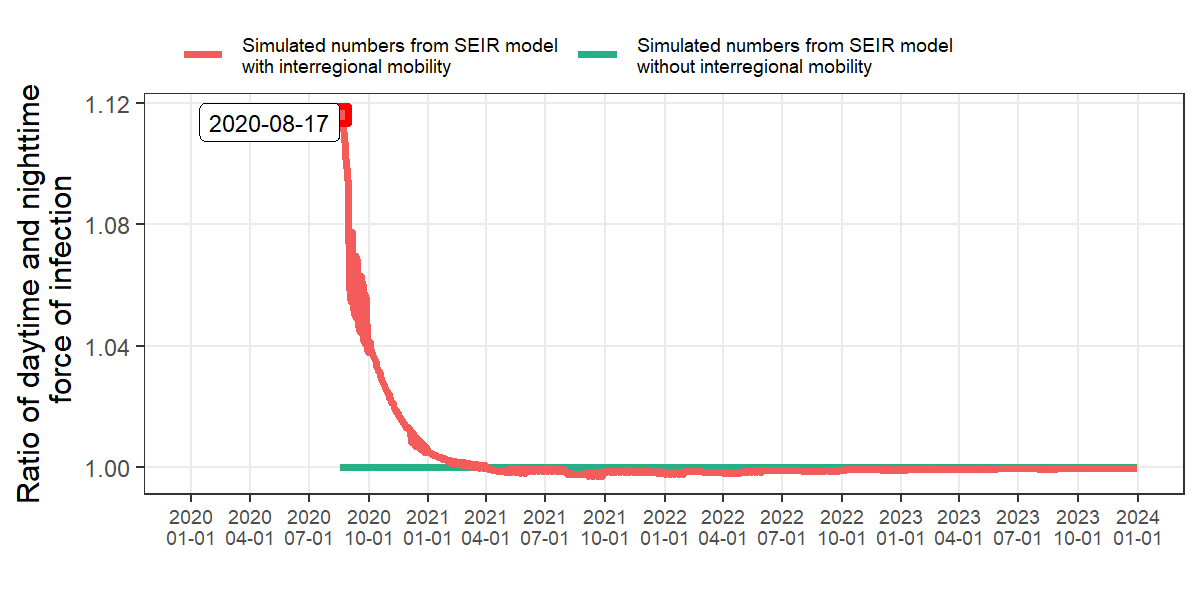 Simulated numbers from SEIR model
with interregional mobility
Simulated numbers from SEIR model
without interregional mobility
Ratio of daytime and nighttime
force of infection
1.12
1.08
1.04
1.00
2020-08-17
2020 2020 2020 2020 2021 2021 2021 2021 2022 2022 2022 2022 2023 2023 2023 2023 2024
01-01 04-01 07-01 10-01 01-01 04-01 07-01 10-01 01-01 04-01 07-01 10-01 01-01 04-01 07-01 10-01 01-01